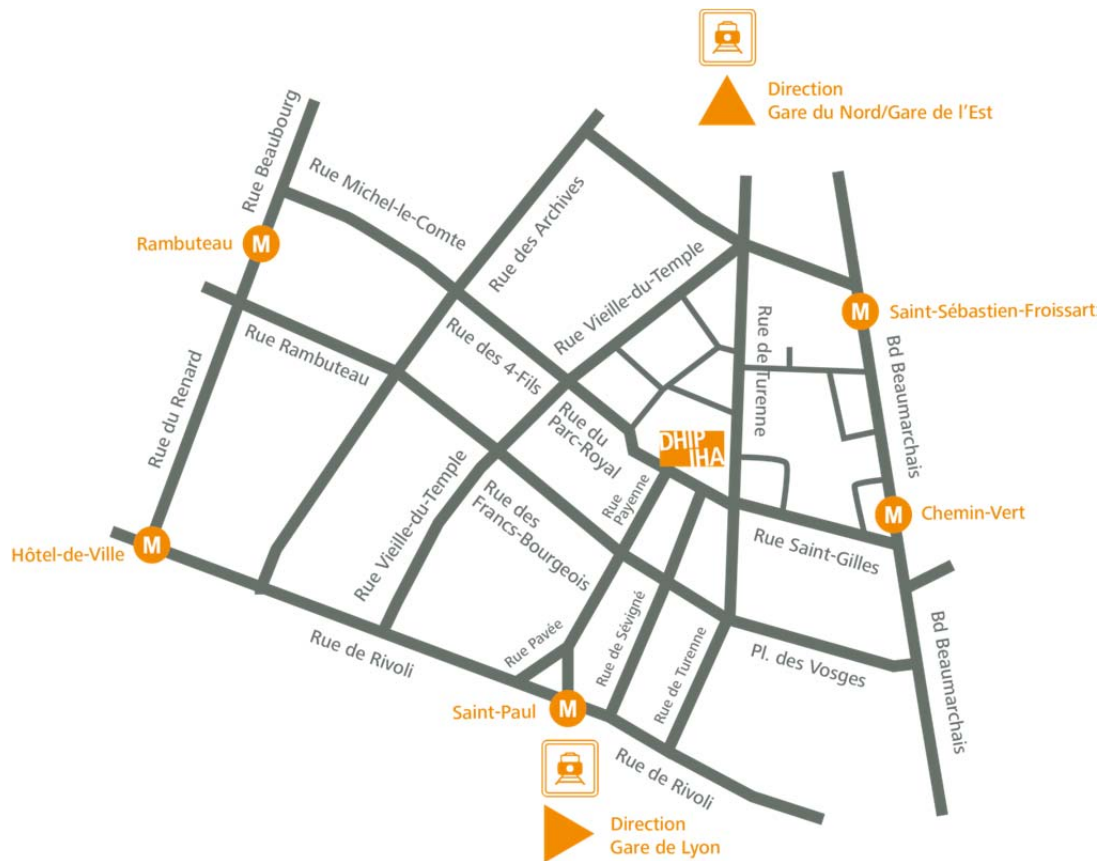 Direction
Gare du Nord/Gare de l'Est
Rue Beaubourg
Rue Michel-le-Comte
Rue des Archives
Rambuteau
M
Rue Vieille-du-Temple
Saint-Sébastien-Froissart
M
Rue Rambuteau
Rue des 4-Fils
Rue de Turenne
Bd Beaumarchais
Rue du Renard
Rue du
Parc-Royal
DHIP
IHA
Rue Vieille-du-Temple
Rue des
Francs-Bourgeois
Rue
Payenne
Chemin-Vert
M
Hôtel-de-Ville
M
Rue Saint-Gilles
Rue de Rivoli
Rue Pavée
Rue de Sévigné
Rue de Turenne
Pl. des Vosges
Bd Beaumarchais
Saint-Paul
M
Rue de Rivoli
Direction
Gare de Lyon